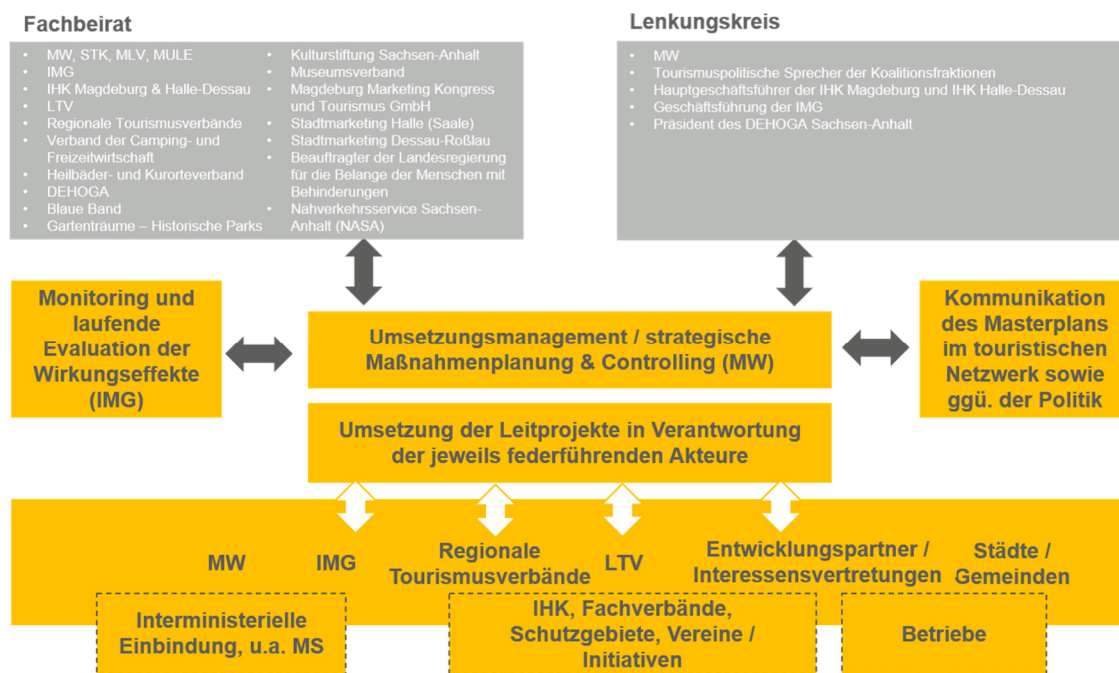 Fachbeirat
• MW, STK, MLV, MULE
• IMG
• IHK Magdeburg & Halle-Dessau
• LTV
• Regionale Tourismusverbände
• Verband der Camping- und
Freizeitwirtschaft
• Heilbäder- und Kurorteverband
• DEHOGA
• Blaue Band
• Gartenträume – Historische Parks
• Kulturstiftung Sachsen-Anhalt
• Museumsverband
• Magdeburg Marketing Kongress
und Tourismus GmbH
• Stadtmarketing Halle (Saale)
• Stadtmarketing Dessau-Roßlau
• Beauftragter der Landesregierung
für die Belange der Menschen mit
Behinderungen
• Nahverkehrsservice Sachsen-
Anhalt (NASA)
Lenkungskreis
• MW
• Tourismuspolitische Sprecher der Koalitionsfraktionen
• Hauptgeschäftsführer der IHK Magdeburg und IHK Halle-Dessau
• Geschäftsführung der IMG
• Präsident des DEHOGA Sachsen-Anhalt
Monitoring und
laufende
Evaluation der
Wirkungseffekte
(IMG)
Umsetzungsmanagement / strategische
Maßnahmenplanung & Controlling (MW)
Kommunikation
des Masterplans
im touristischen
Netzwerk sowie
ggü. der Politik
Umsetzung der Leitprojekte in Verantwortung
der jeweils federführenden Akteure
MW
IMG
Regionale
Tourismusverbände
LTV
Entwicklungspartner /
Interessensvertretungen
Städte /
Gemeinden
Interministerielle
Einbindung, u.a. MS
IHK, Fachverbände,
Schutzgebiete, Vereine /
Initiativen
Betriebe